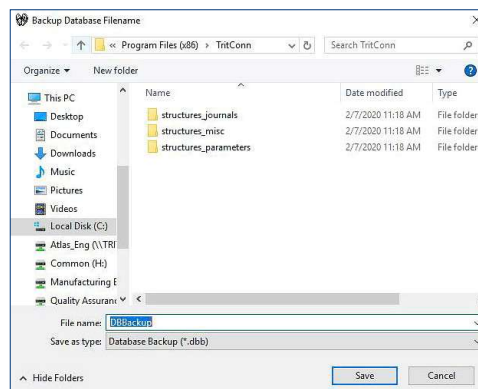 Backup Database Filename
« Program Files (x86) > TritConn
Search TritConn
Organize
New folder
This PC
Desktop
Documents
Downloads
Music
Pictures
Videos
Local Disk (C:)
Atlas_Eng (\\TRI
Common (H:)
Manufacturing E
Quality Assuranc
Name Date modified Type
structures_journals 2/7/2020 11:18 AM File folder
structures_misc 2/7/2020 11:18 AM File folder
structures_parameters 2/7/2020 11:18 AM File folder
File name: DBBackup
Save as type: Database Backup (*.dbb)
Hide Folders
Save
Cancel